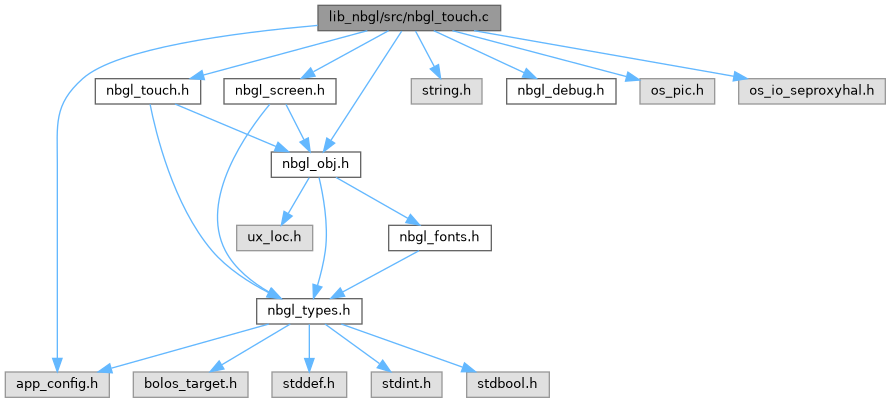 lib_nbgl/src/nbgl_touch.c
nbgl_touch.h
nbgl_screen.h
string.h
nbgl_debug.h
os_pic.h
os_io_seproxyhal.h
nbgl_obj.h
ux_loc.h
nbgl_fonts.h
nbgl_types.h
app_config.h
bolos_target.h
stddef.h
stdint.h
stdbool.h